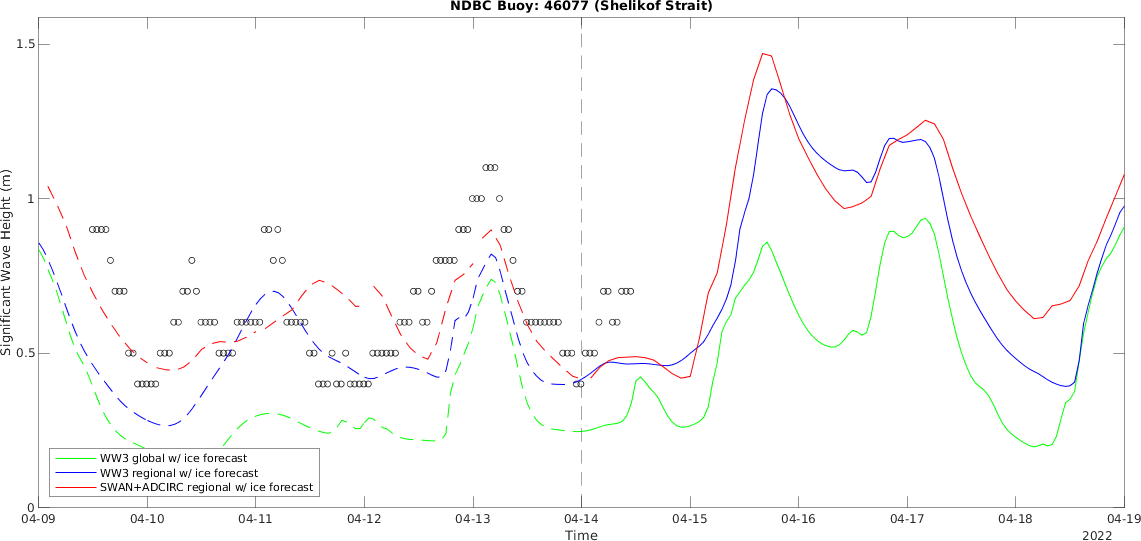 NDBC Buoy: 46077 (Shelikof Strait)
1.5
1
0.5
0
Significant Wave Height (m)
WW3 global w/ ice forecast
WW3 regional w/ ice forecast
SWAN+ADCIRC regional w/ ice forecast
04-09 04-10 04-11 04-12 04-13 04-14 04-15 04-16 04-17 04-18 04-19
Time 2022